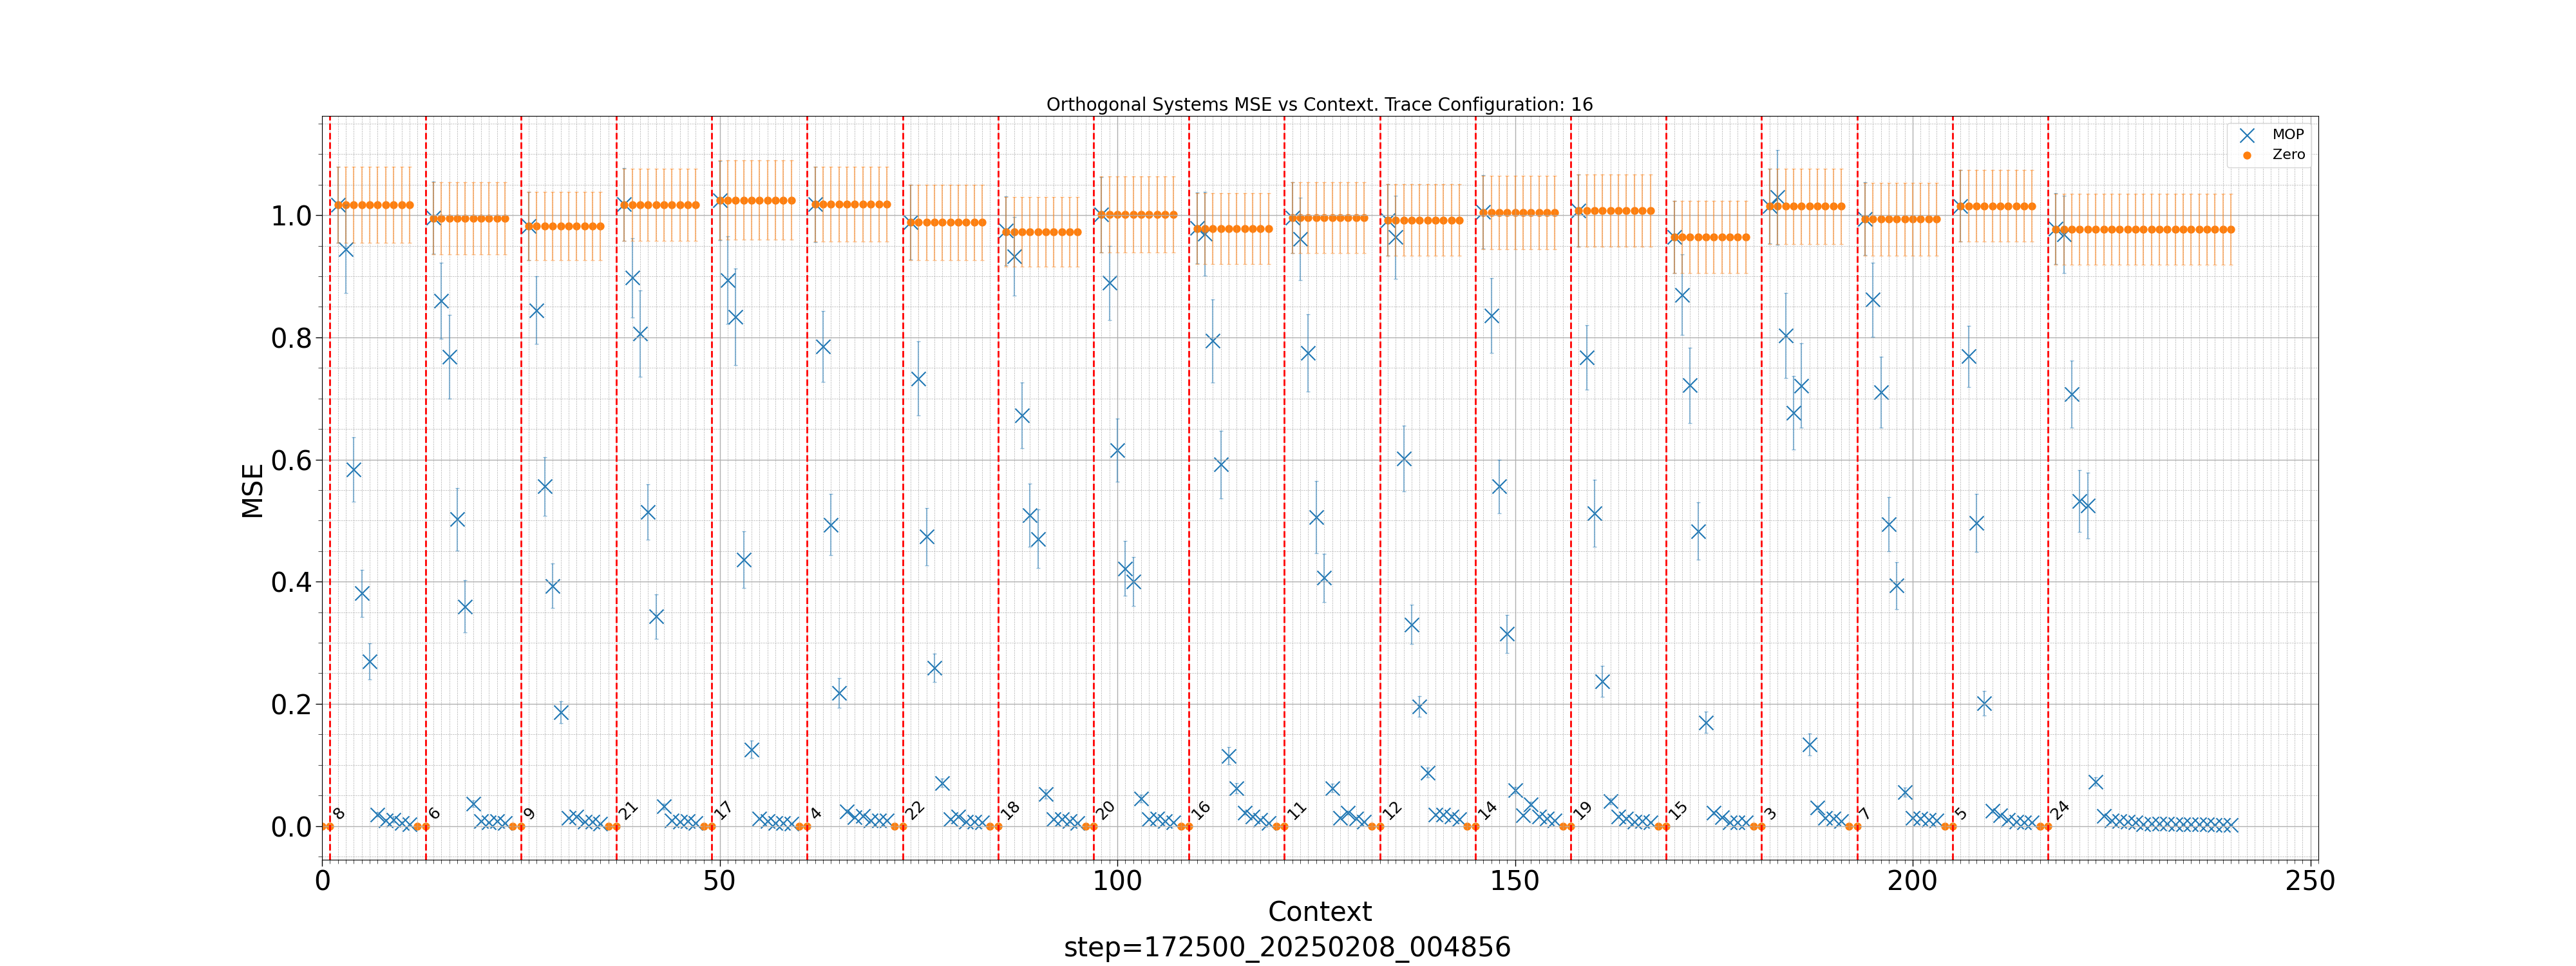 Orthogonal Systems MSE vs Context. Trace Configuration: 16
MOP
Zero
MSE
1.0
0.8
0.6
0.4
0.2
0.0
8 6 9 21 17 4 22 18 20 16 11 12 14 19 15 3 7 5 24
0 50 100 150 200 250
Context
step=172500_20250208_004856